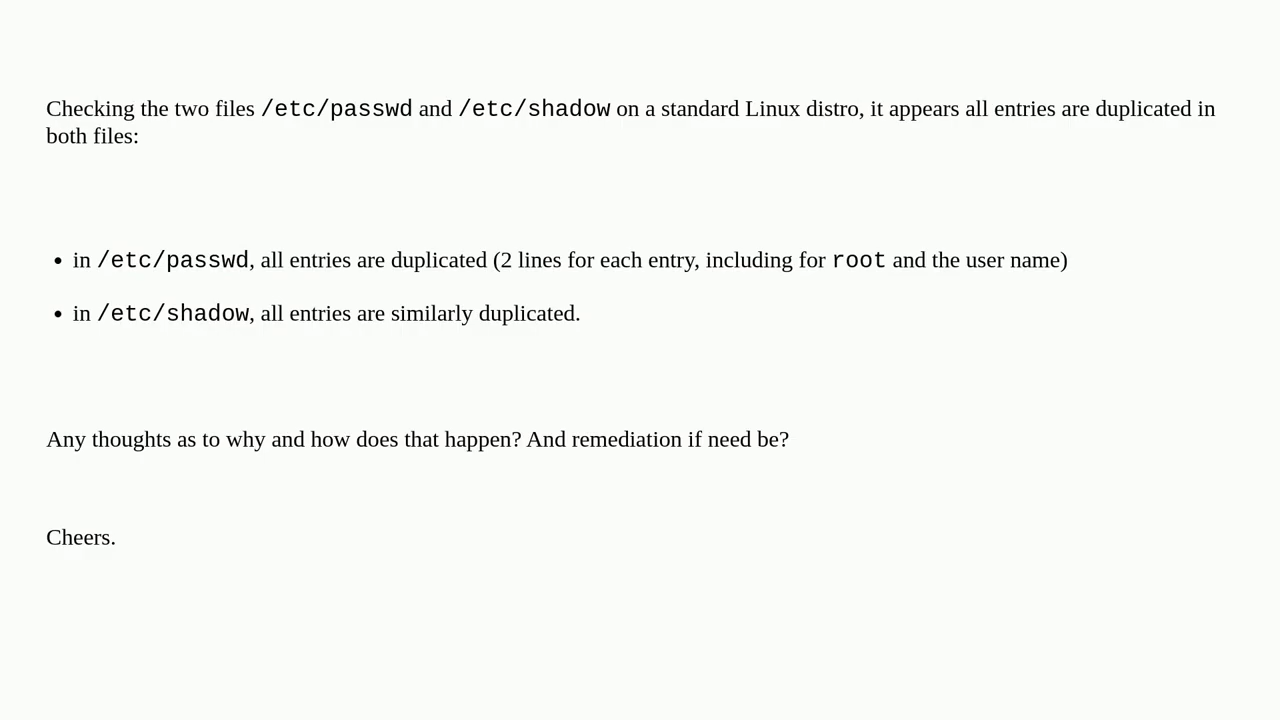 Checking the two files /etc/passwd and /etc/shadow on a standard Linux distro, it appears all entries are duplicated in
both files:
• in /etc/passwd, all entries are duplicated (2 lines for each entry, including for root and the user name)
• in /etc/shadow, all entries are similarly duplicated.
Any thoughts as to why and how does that happen? And remediation if need be?
Cheers.